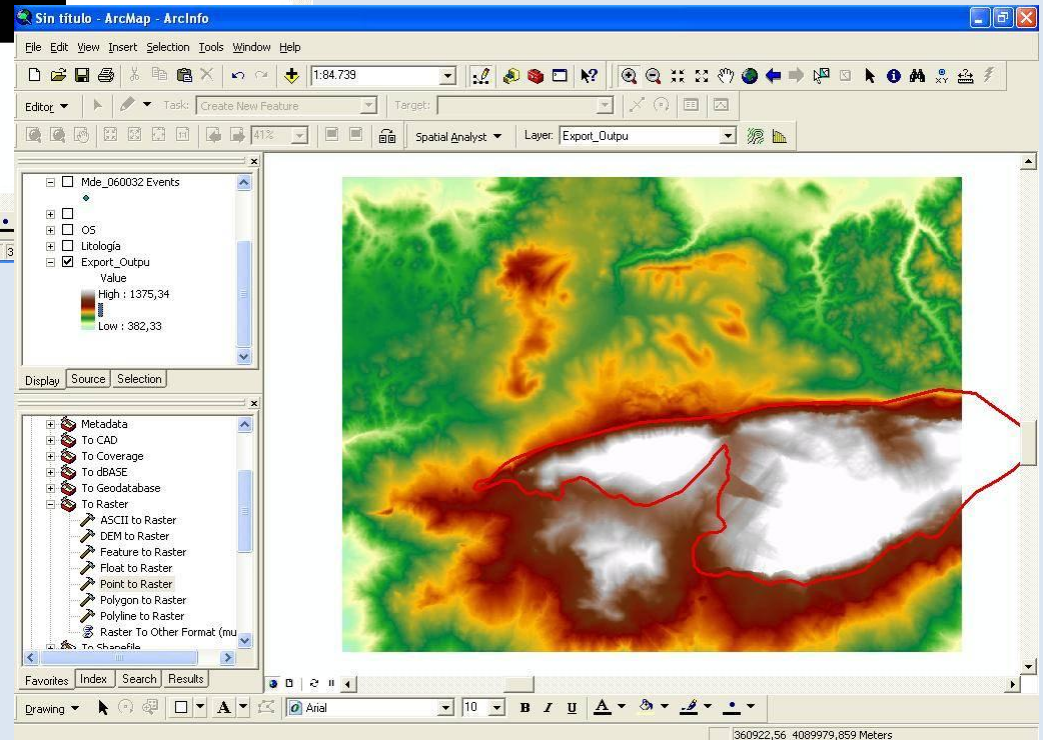 Sin título - ArcMap - ArcInfo
File Edit View Insert Selection Tools Window Help
1:84.739
Editor Task: Create New Feature Target:
41% Spatial Analyst Layer: Export_Outpu
Mde_060032 Events
OS
Litología
Export_Outpu
Value
High : 1375,34
Low : 382,33
Display Source Selection
Metadata
To CAD
To Coverage
To dBASE
To Geodatabase
To Raster
ASCII to Raster
DEM to Raster
Feature to Raster
Float to Raster
Point to Raster
Polygon to Raster
Polyline to Raster
Raster To Other Format (mu
To Shapefile
Favorites Index Search Results
Drawing A Arial 10 B I U A
360922,56 4089979,859 Meters
3